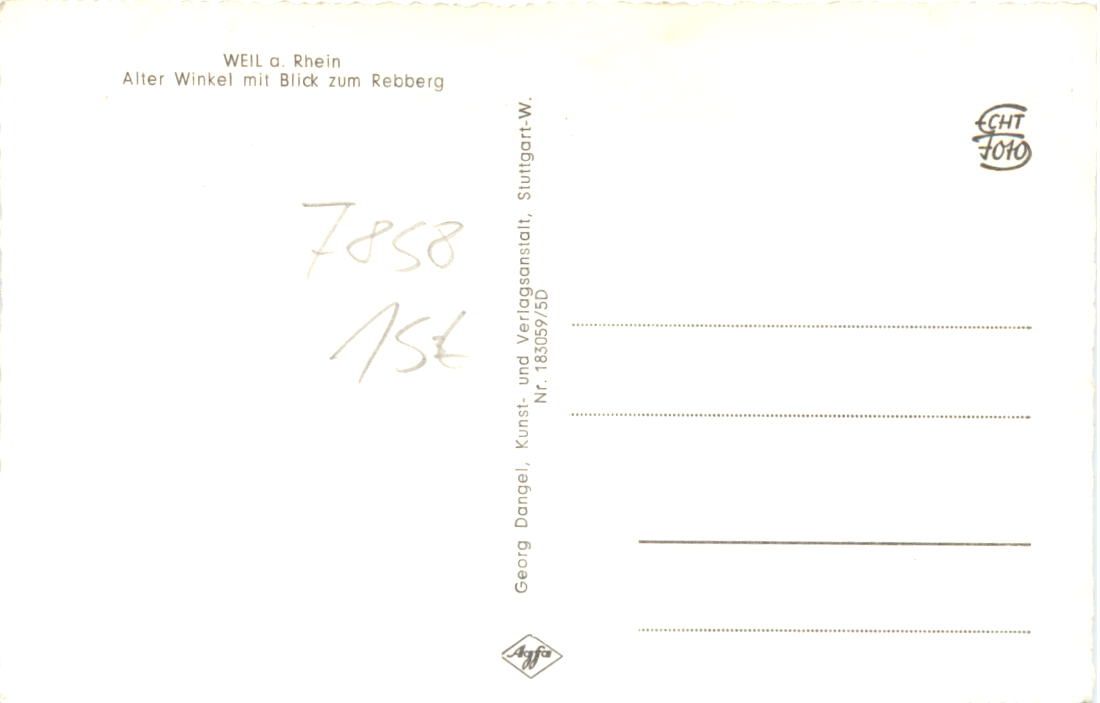 WEIL a. Rhein
Alter Winkel mit Blick zum Rebberg
7858
15€
Georg Dangel, Kunst- und Verlagsanstalt, Stuttgart-W.
Nr. 183059/5D
Agfa
ECHT
FOTO